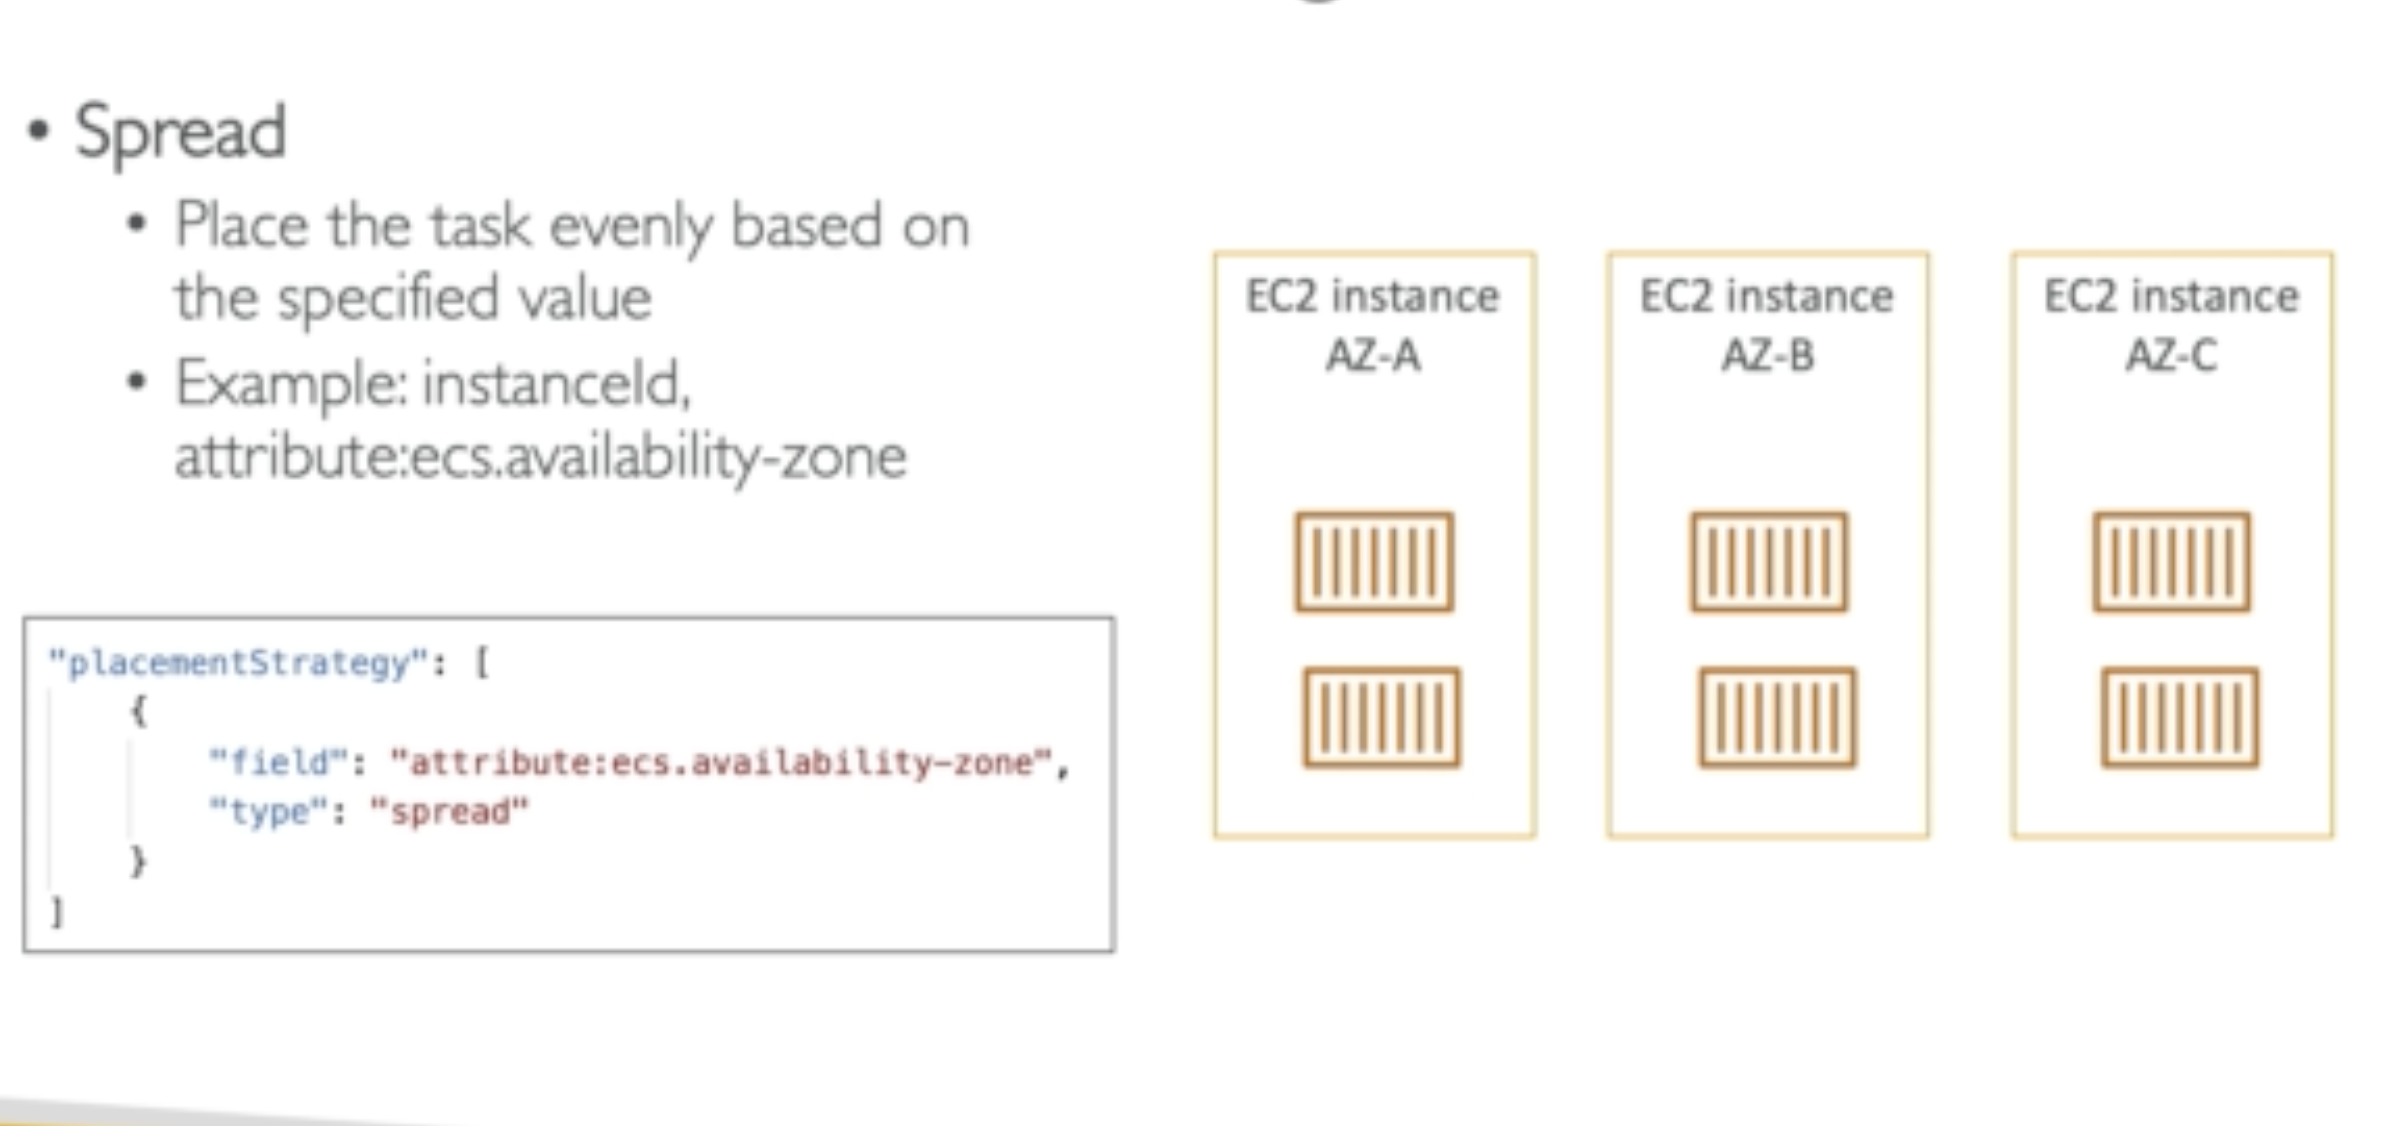 • Spread
• Place the task evenly based on
the specified value
• Example: instanceId,
attribute:ecs.availability-zone
"placementStrategy": [
{
"field": "attribute:ecs.availability-zone",
"type": "spread"
}
]
EC2 instance
AZ-A
EC2 instance
AZ-B
EC2 instance
AZ-C